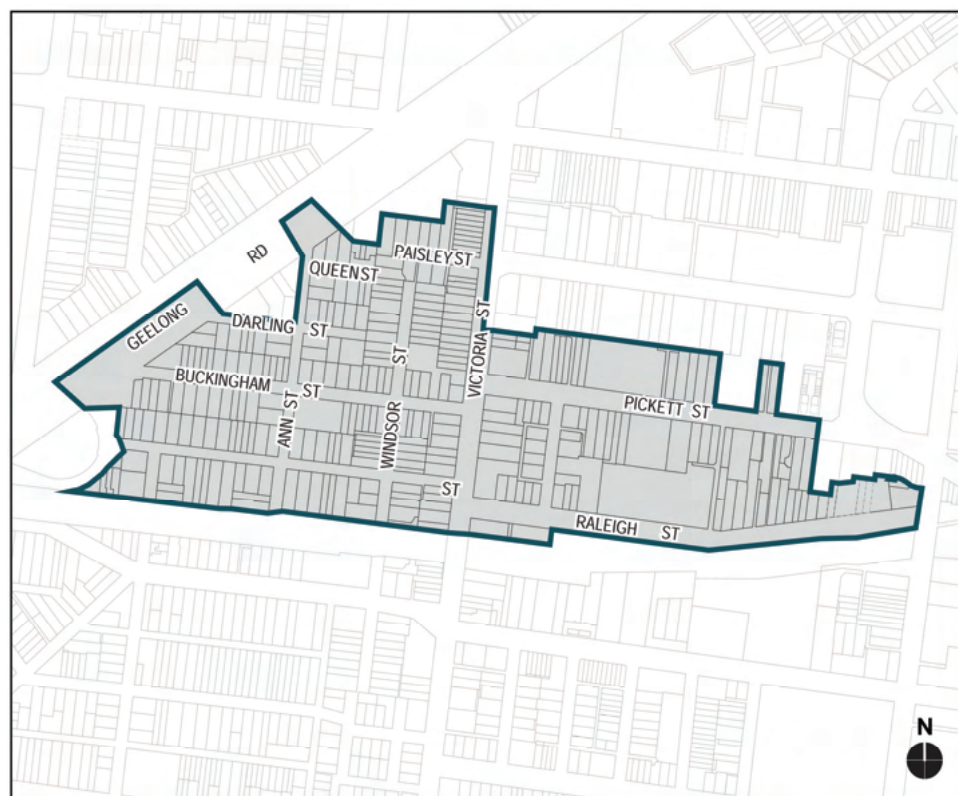 PAISLEY ST
RD
QUEEN ST
GEELONG
DARLING ST
VICTORIA ST
BUCKINGHAM ST
WINDSOR ST
PICKETT ST
ANN ST
ST
RALEIGH ST
N